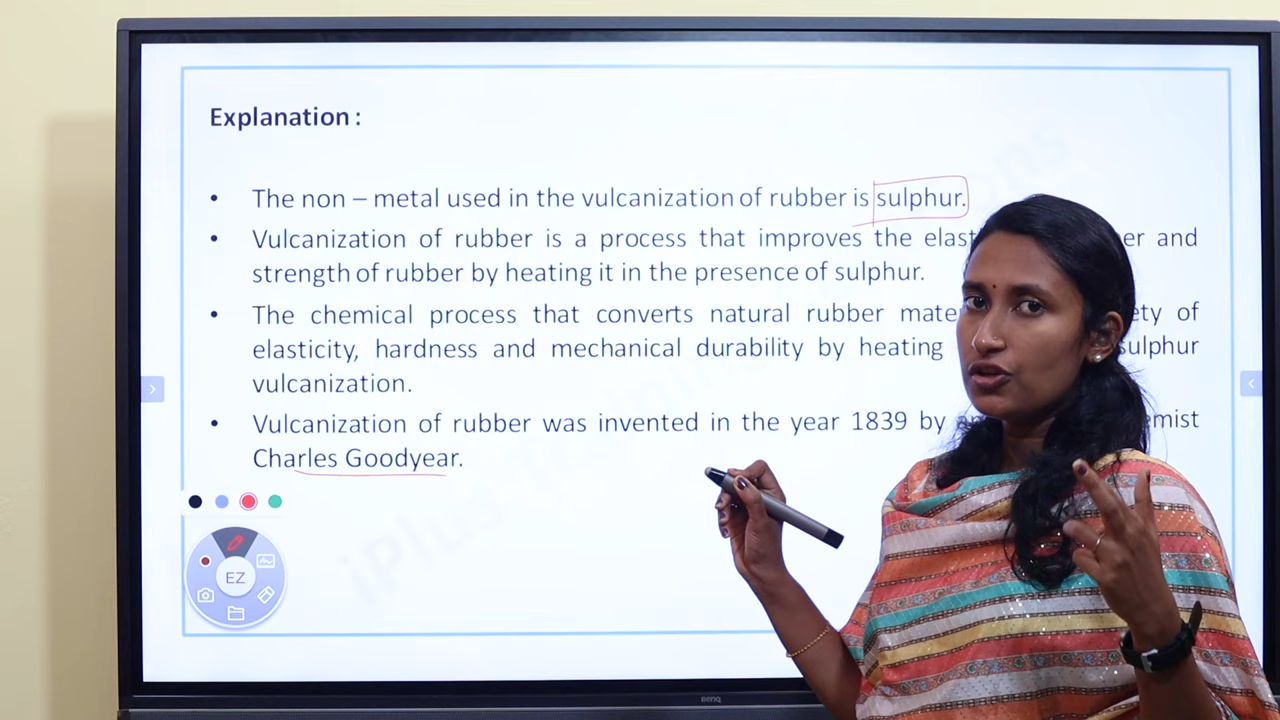 Explanation :
• The non – metal used in the vulcanization of rubber is sulphur.
• Vulcanization of rubber is a process that improves the er and
strength of rubber by heating it in the presence of sulphur.
• The chemical process that converts natural rubber of
elasticity, hardness and mechanical durability by heating sulphur
vulcanization.
• Vulcanization of rubber was invented in the year 1839 by
Charles Goodyear.
EZ
iPlus
BenQ